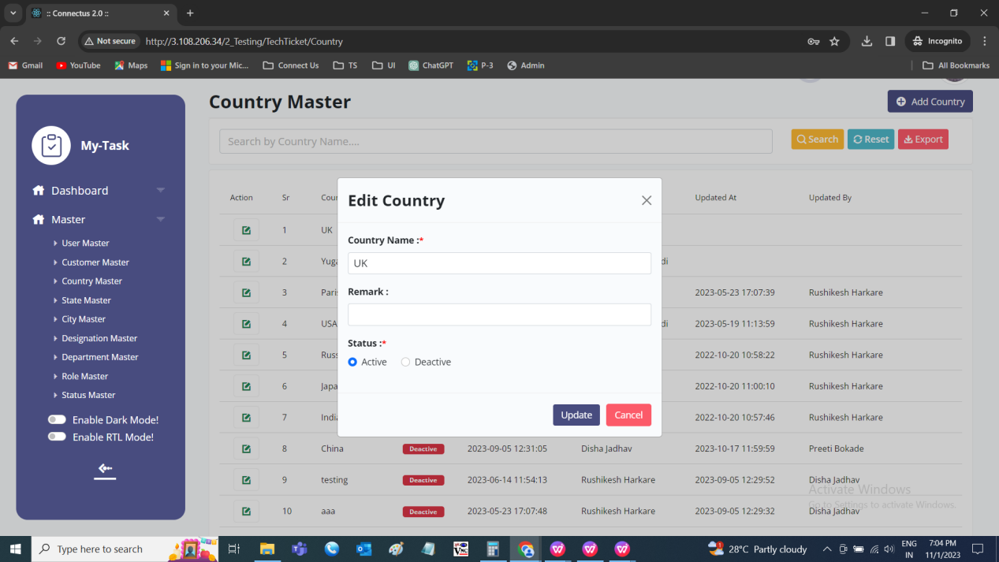 :: Connectus 2.0 ::
Not secure
http://3.108.206.34/2_Testing/TechTicket/Country
Incognito
Gmail
YouTube
Maps
Sign in to your Mic...
Connect Us
TS
UI
ChatGPT
P-3
Admin
All Bookmarks
My-Task
Dashboard
Master
User Master
Customer Master
Country Master
State Master
City Master
Designation Master
Department Master
Role Master
Status Master
Enable Dark Mode!
Enable RTL Mode!
Country Master
Add Country
Search by Country Name....
Search
Reset
Export
Action Sr Coun Updated At Updated By
1 UK
2 Yuga di
3 Pari 2023-05-23 17:07:39 Rushikesh Harkare
4 USA di 2023-05-19 11:13:59 Rushikesh Harkare
5 Russ 2022-10-20 10:58:22 Rushikesh Harkare
6 Japa 2022-10-20 11:00:10 Rushikesh Harkare
7 India 2022-10-20 10:57:46 Rushikesh Harkare
8 China Deactive 2023-09-05 12:31:05 Disha Jadhav 2023-10-17 11:59:59 Preeti Bokade
9 testing Deactive 2023-06-14 11:54:13 Rushikesh Harkare 2023-09-05 12:29:52 Disha Jadhav
10 aaa Deactive 2023-05-23 17:07:48 Rushikesh Harkare 2023-09-05 12:29:32 Disha Jadhav
Edit Country
Country Name :*
UK
Remark :
Status :*
Active Deactive
Update
Cancel
Activate Windows
Go to Settings to activate Windows.
Type here to search
28°C Partly cloudy
ENG
IN
7:04 PM
11/1/2023